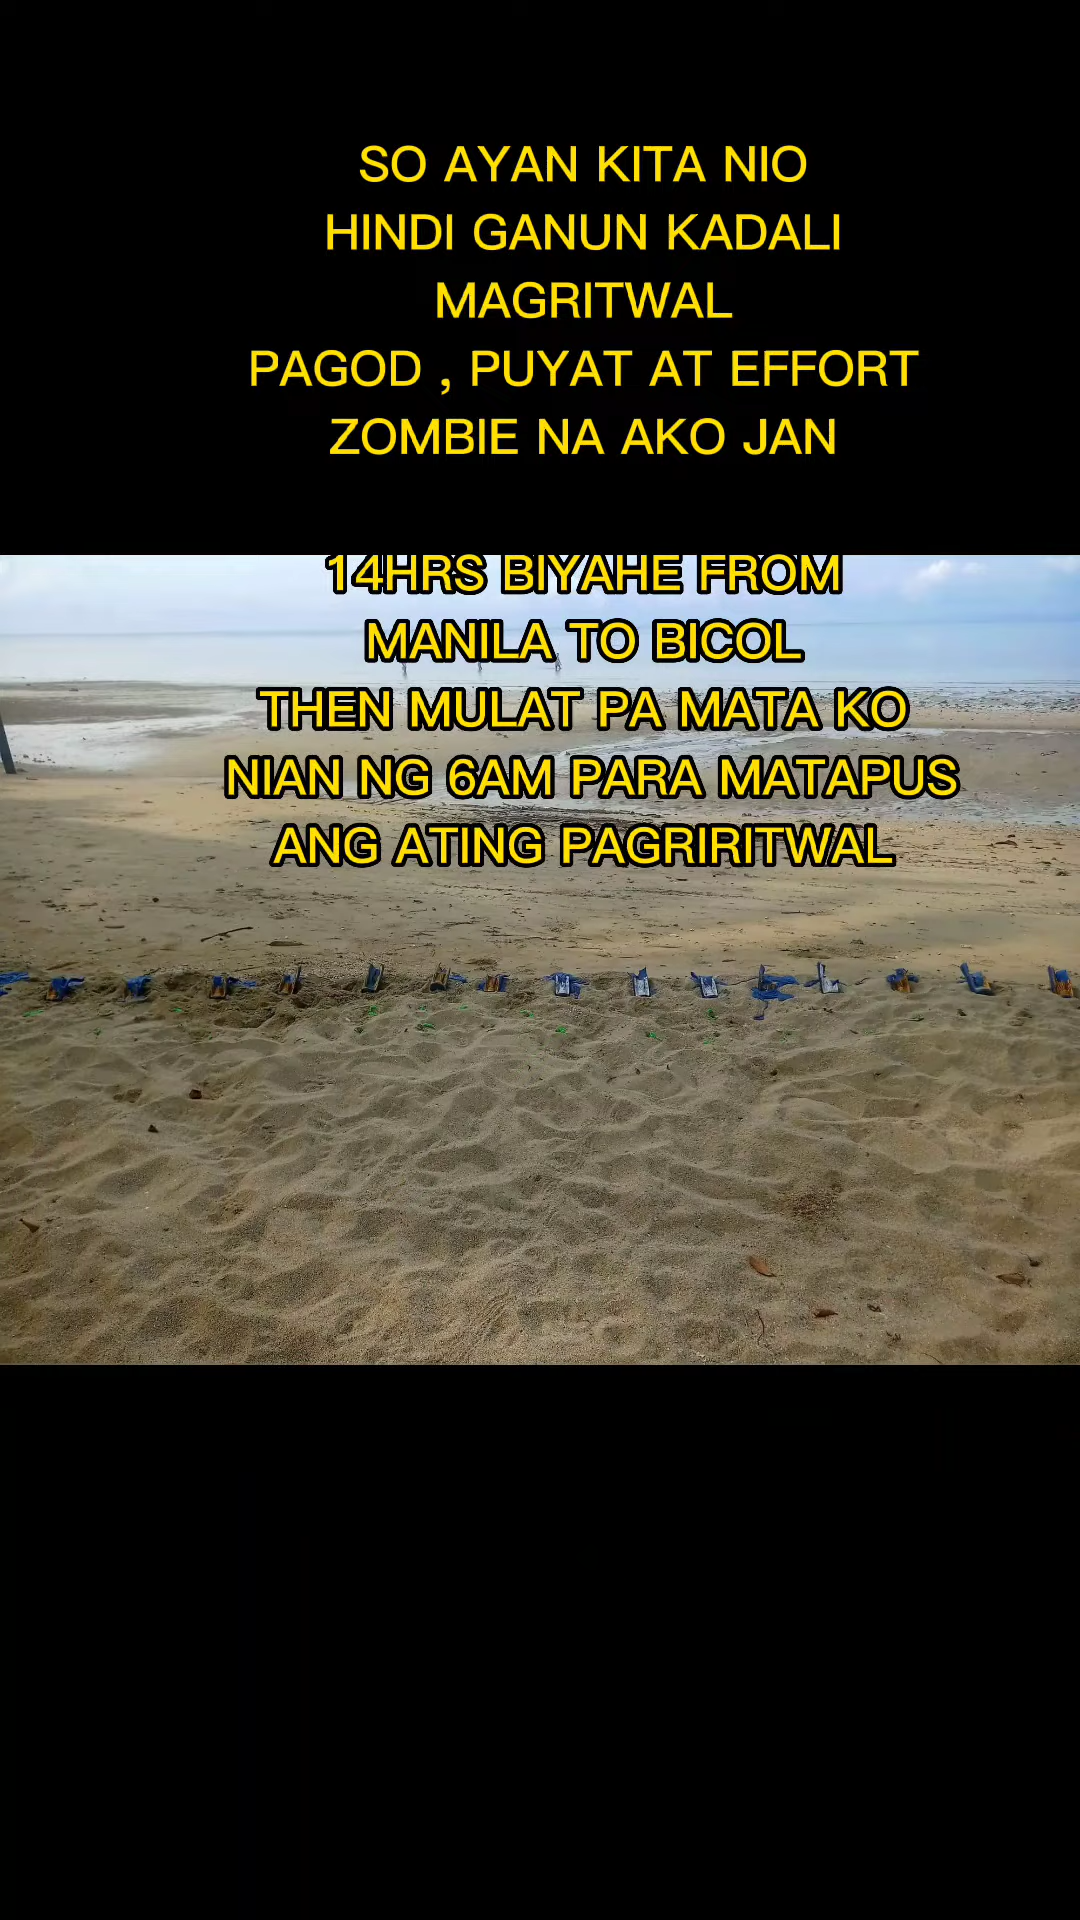 SO AYAN KITA NIO
HINDI GANUN KADALI
MAGRITWAL
PAGOD , PUYAT AT EFFORT
ZOMBIE NA AKO JAN
14HRS BIYAHE FROM
MANILA TO BICOL
THEN MULAT PA MATA KO
NIAN NG 6AM PARA MATAPUS
ANG ATING PAGRIRITWAL